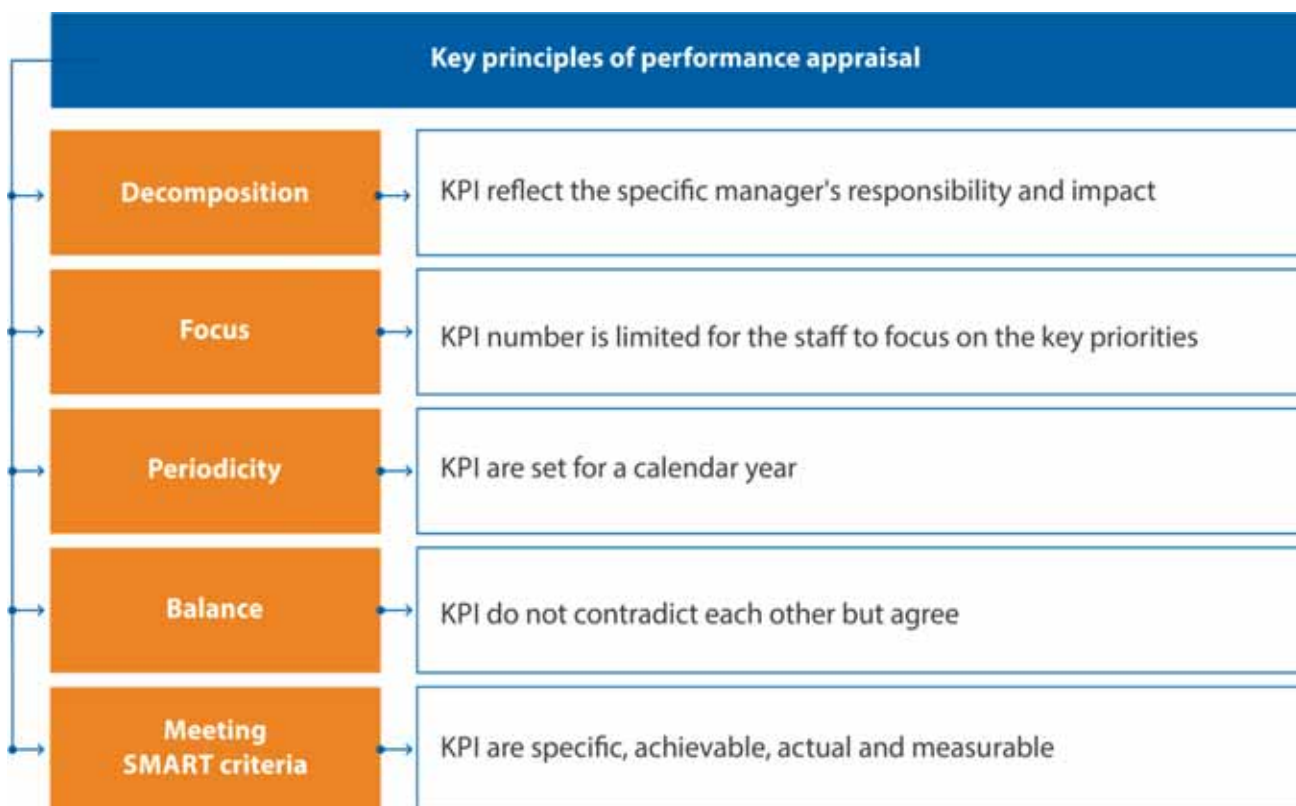 Key principles of performance appraisal
Decomposition
KPI reflect the specific manager's responsibility and impact
Focus
KPI number is limited for the staff to focus on the key priorities
Periodicity
KPI are set for a calendar year
Balance
KPI do not contradict each other but agree
Meeting
SMART criteria
KPI are specific, achievable, actual and measurable